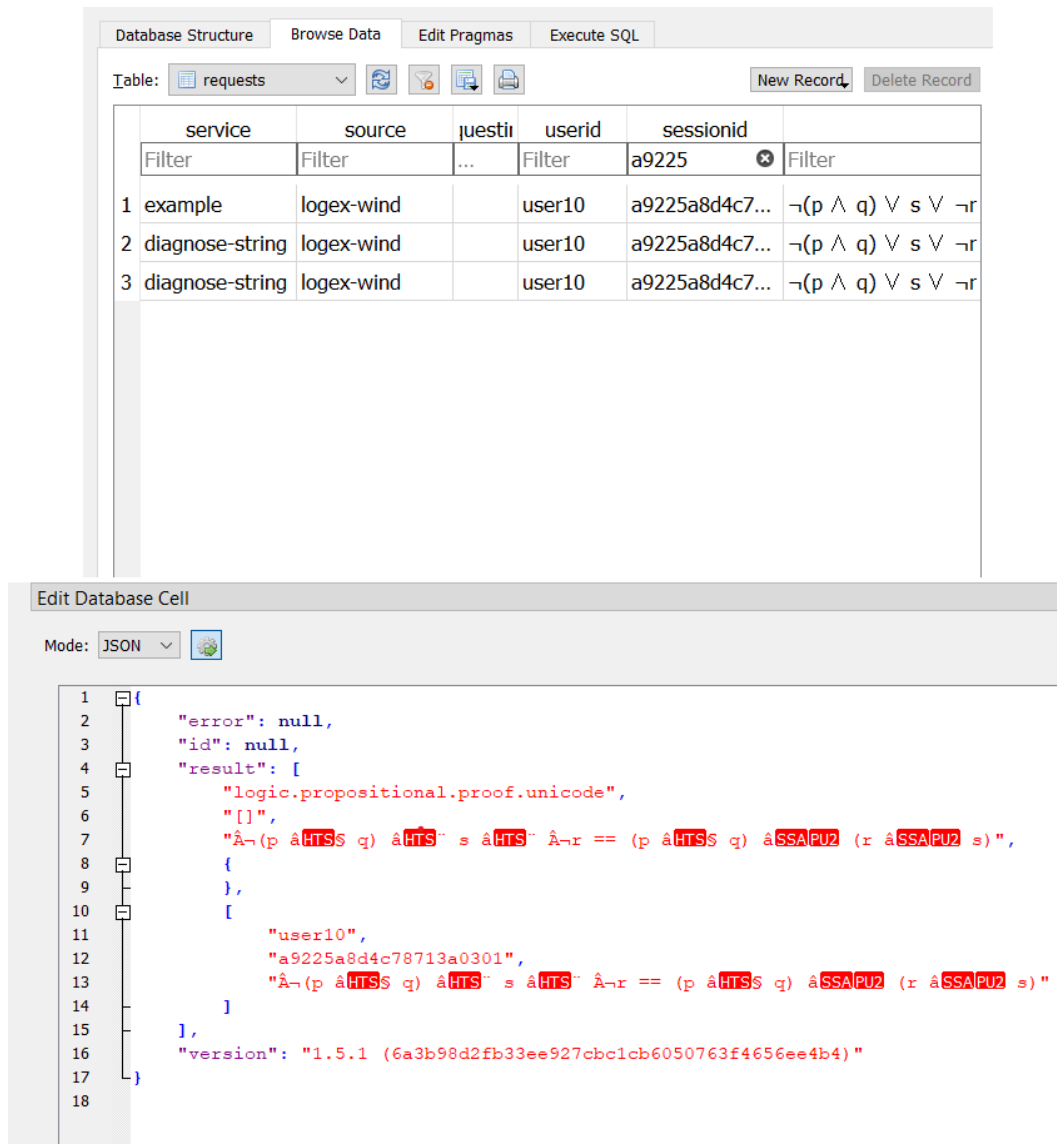 Database Structure Browse Data Edit Pragmas Execute SQL
Table: requests New Record Delete Record
service source questin userid sessionid
Filter Filter ... Filter a9225 Filter
1 example logex-wind user10 a9225a8d4c7... ¬(p ∧ q) ∨ s ∨ ¬r
2 diagnose-string logex-wind user10 a9225a8d4c7... ¬(p ∧ q) ∨ s ∨ ¬r
3 diagnose-string logex-wind user10 a9225a8d4c7... ¬(p ∧ q) ∨ s ∨ ¬r
Edit Database Cell
Mode: JSON
1 {
2 "error": null,
3 "id": null,
4 "result": [
5 "logic.propositional.proof.unicode",
6 "[]",
7 "Â¬(p âHTS§ q) âHTS¨ s âHTS¨ Â¬r == (p âHTS§ q) âSSAPU2 (r âSSAPU2 s)",
8 {
9 },
10 [
11 "user10",
12 "a9225a8d4c78713a0301",
13 "Â¬(p âHTS§ q) âHTS¨ s âHTS¨ Â¬r == (p âHTS§ q) âSSAPU2 (r âSSAPU2 s)"
14 ]
15 ],
16 "version": "1.5.1 (6a3b98d2fb33ee927cbc1cb6050763f4656ee4b4)"
17 }
18